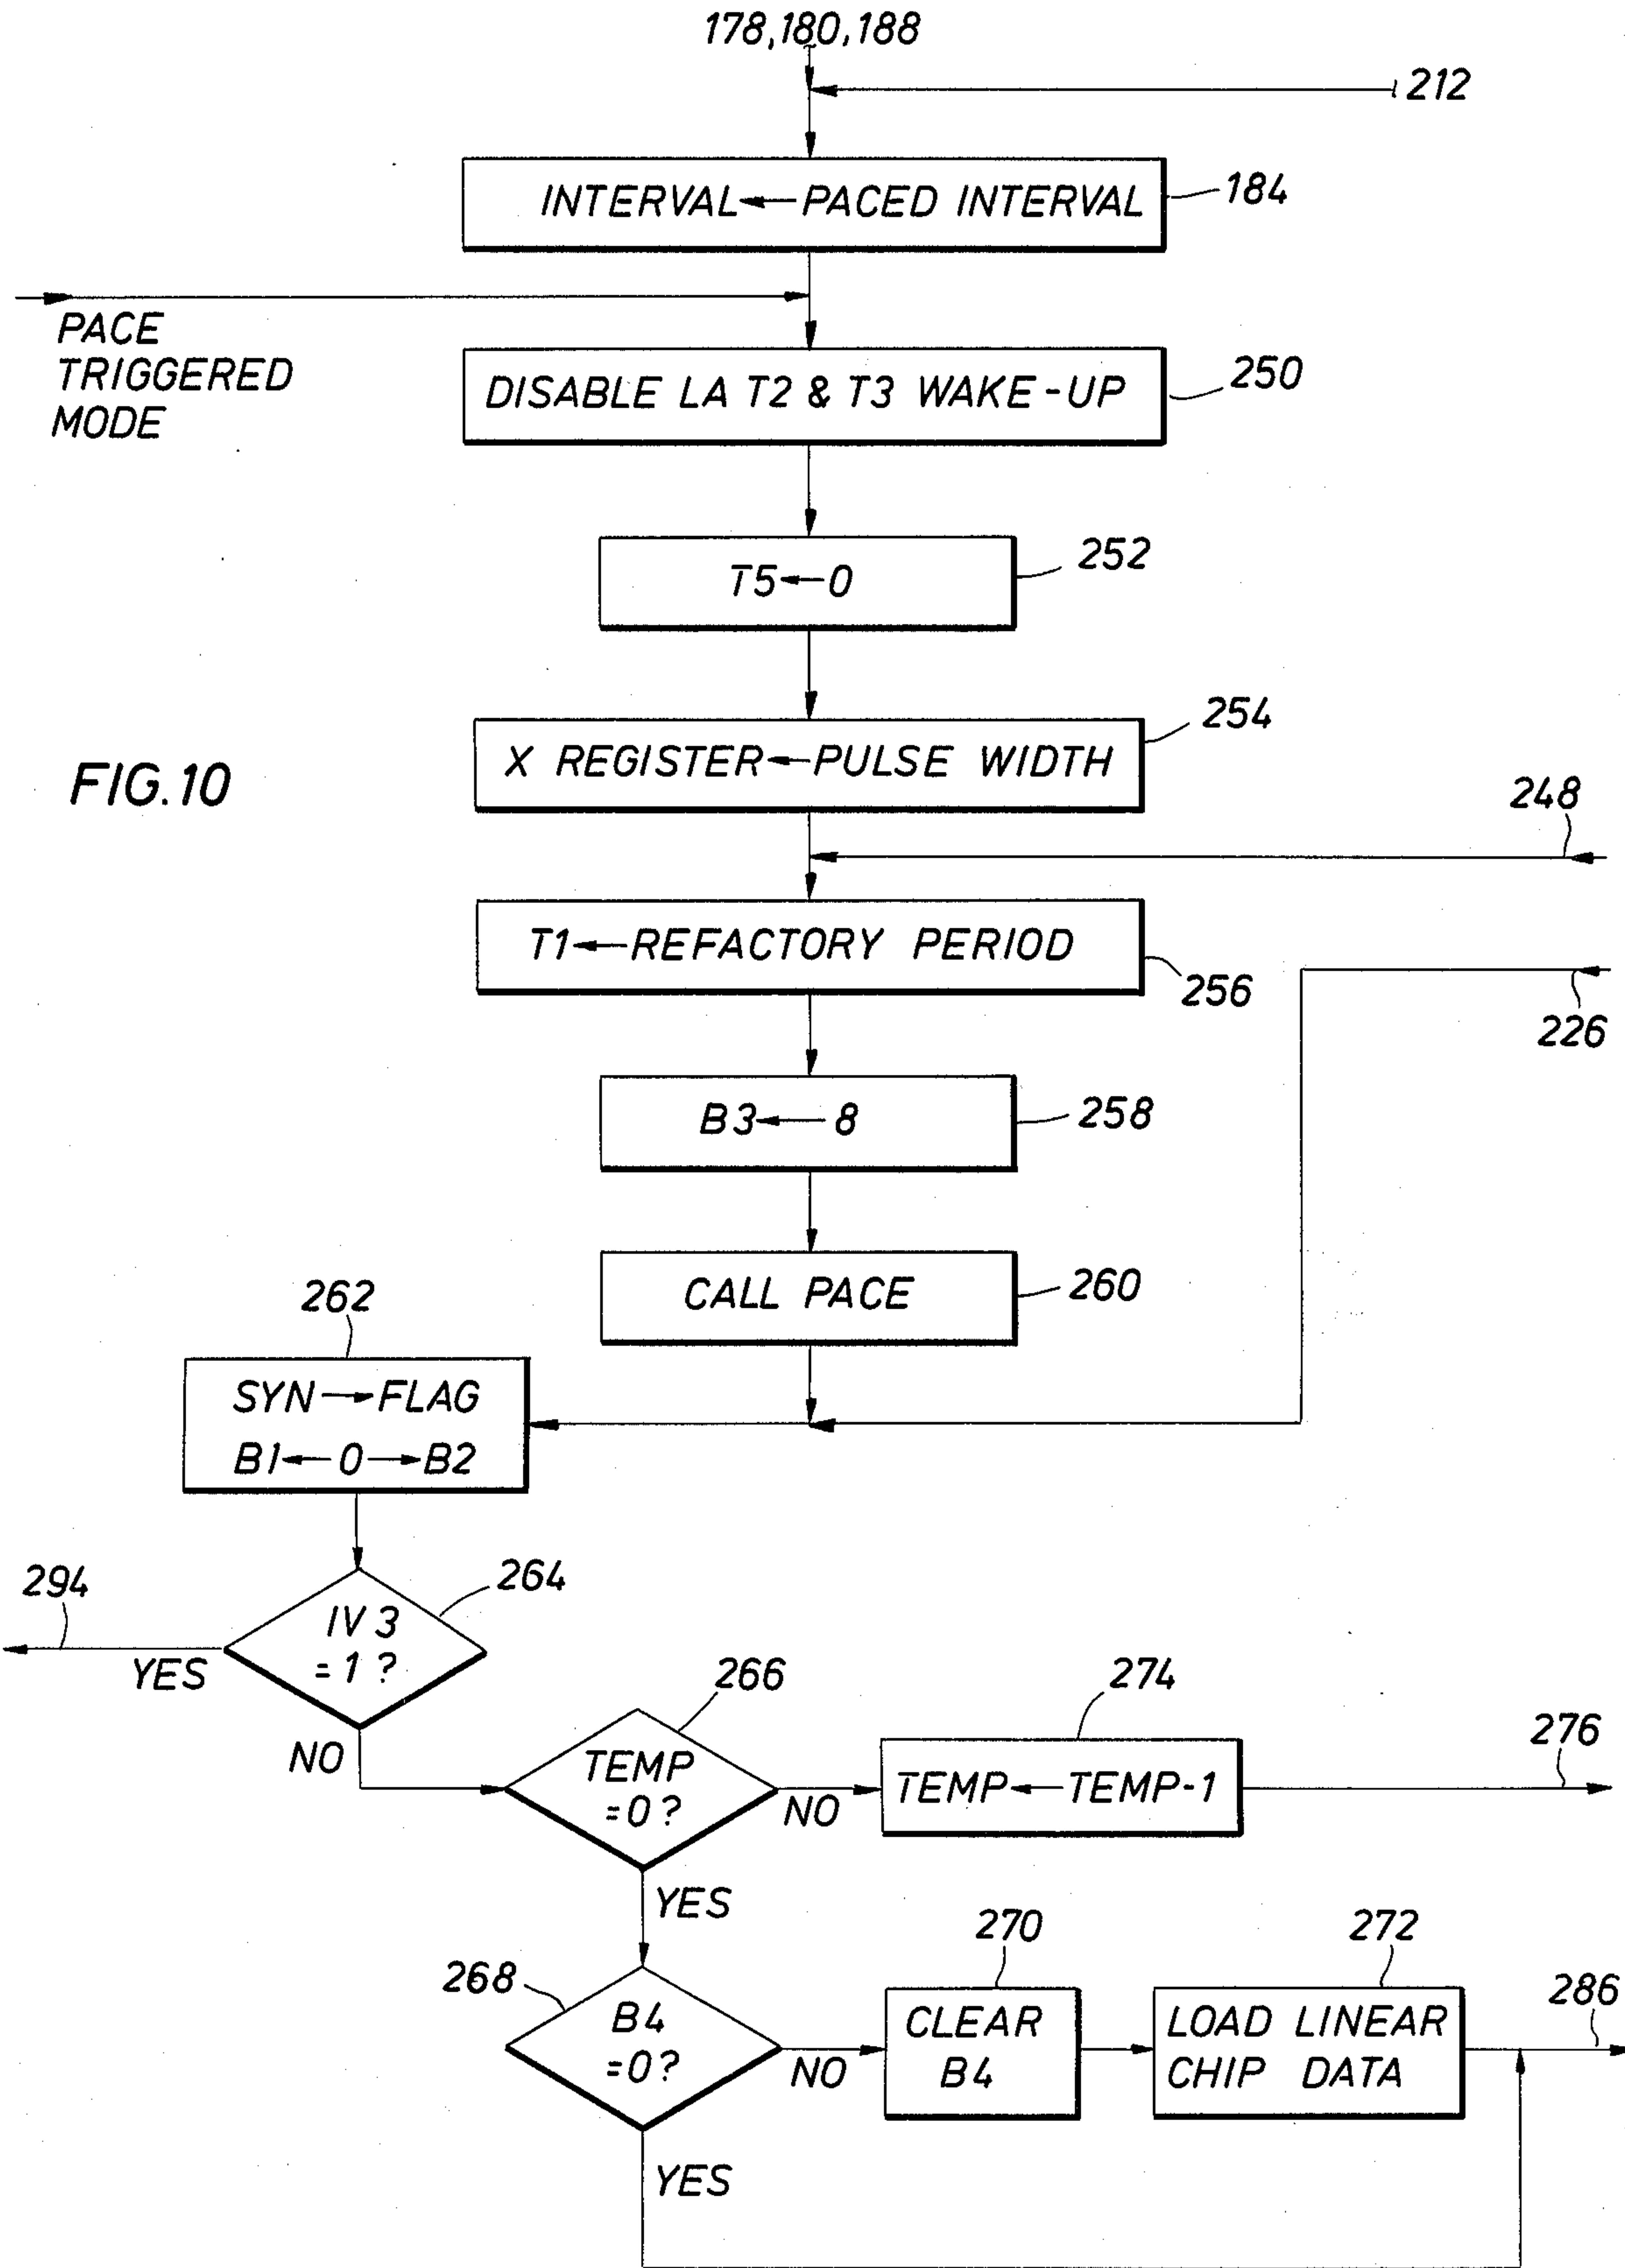 178, 180, 188
212
INTERVAL←PACED INTERVAL
184
PACE
TRIGGERED
MODE
DISABLE LA T2 & T3 WAKE-UP
250
T5←0
252
FIG. 10
X REGISTER←PULSE WIDTH
254
248
T1←REFACTORY PERIOD
256
226
B3←8
258
CALL PACE
260
262
SYN→FLAG
B1←0→B2
294
YES
IV 3
=1?
264
NO
266
TEMP
=0?
NO
274
TEMP←TEMP-1
276
YES
268
B4
=0?
NO
270
CLEAR
B4
272
LOAD LINEAR
CHIP DATA
286
YES